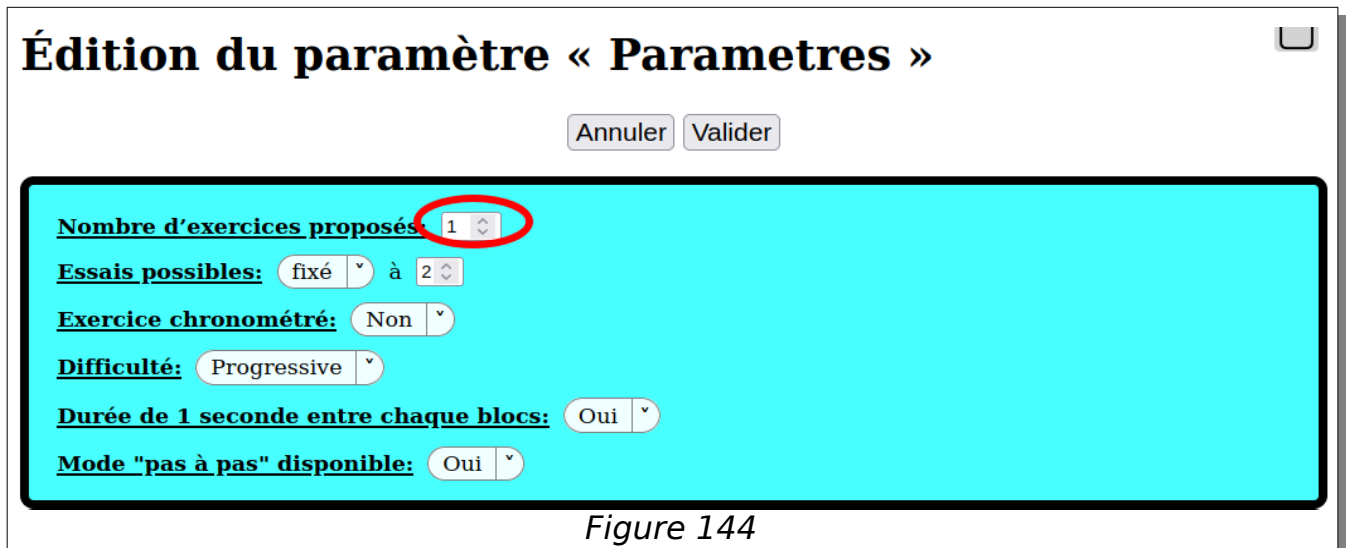 Édition du paramètre « Parametres »
Annuler Valider
Nombre d’exercices proposés: 1
Essais possibles: fixé ˅ à 2
Exercice chronométré: Non ˅
Difficulté: Progressive ˅
Durée de 1 seconde entre chaque blocs: Oui ˅
Mode "pas à pas" disponible: Oui ˅
Figure 144